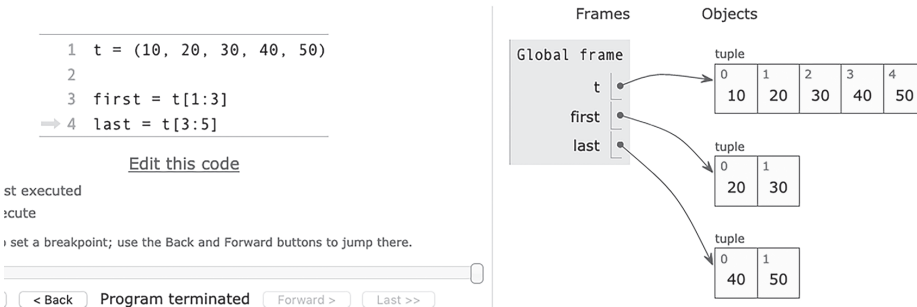 Frames Objects
1 t = (10, 20, 30, 40, 50)
2
3 first = t[1:3]
4 last = t[3:5]
Edit this code
st executed
ecute
set a breakpoint; use the Back and Forward buttons to jump there.
< Back Program terminated Forward > Last >>
Global frame
t
first
last
tuple
0 1 2 3 4
10 20 30 40 50
tuple
0 1
20 30
tuple
0 1
40 50